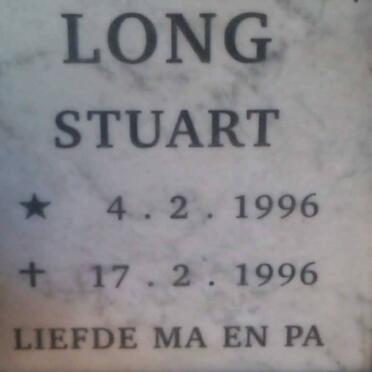 LONG
STUART
★ 4 . 2 . 1996
✝ 17 . 2 . 1996
LIEFDE MA EN PA